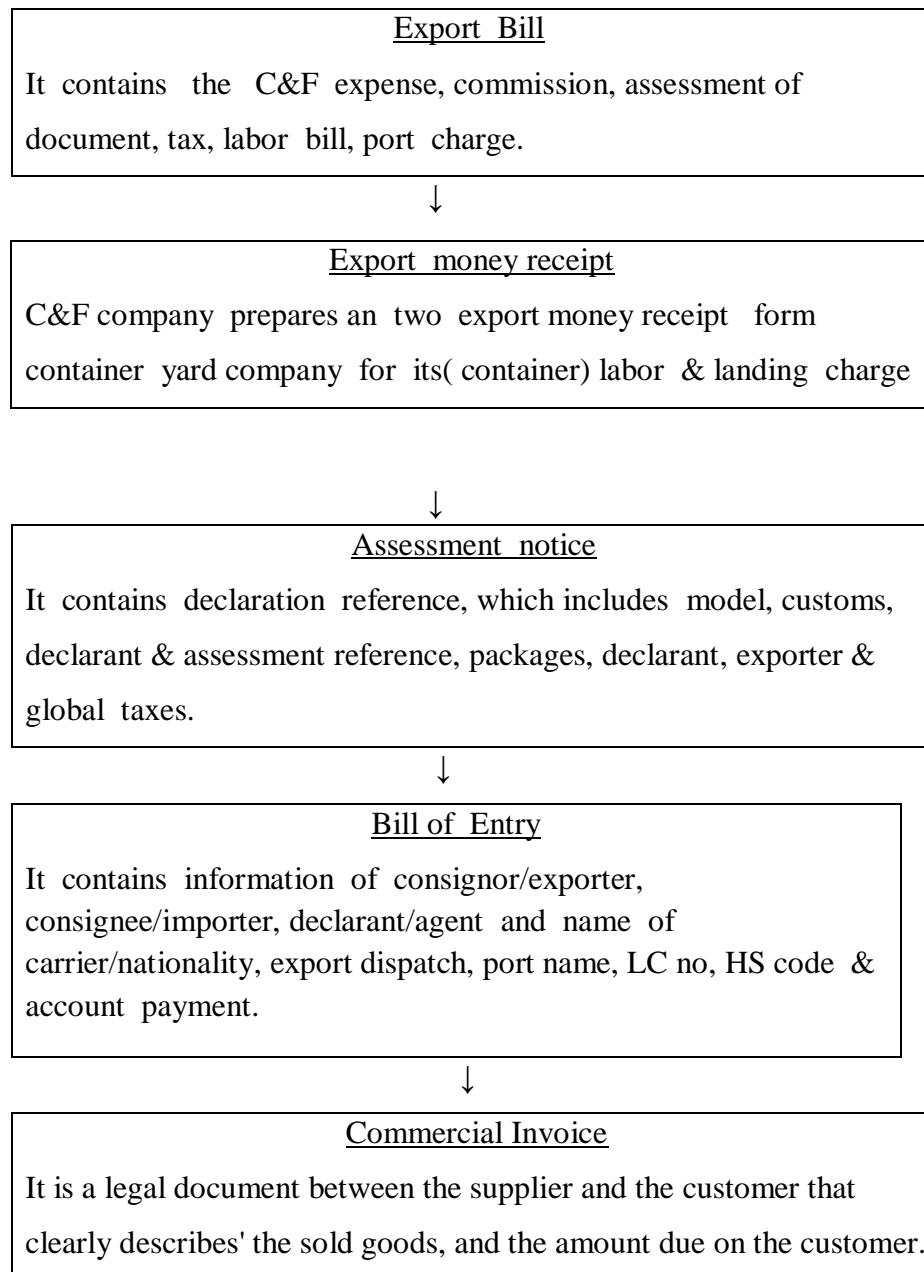 Export Bill
It contains the C&F expense, commission, assessment of
document, tax, labor bill, port charge.
↓
Export money receipt
C&F company prepares an two export money receipt form
container yard company for its( container) labor & landing charge
↓
Assessment notice
It contains declaration reference, which includes model, customs,
declarant & assessment reference, packages, declarant, exporter &
global taxes.
↓
Bill of Entry
It contains information of consignor/exporter,
consignee/importer, declarant/agent and name of
carrier/nationality, export dispatch, port name, LC no, HS code &
account payment.
↓
Commercial Invoice
It is a legal document between the supplier and the customer that
clearly describes' the sold goods, and the amount due on the customer.